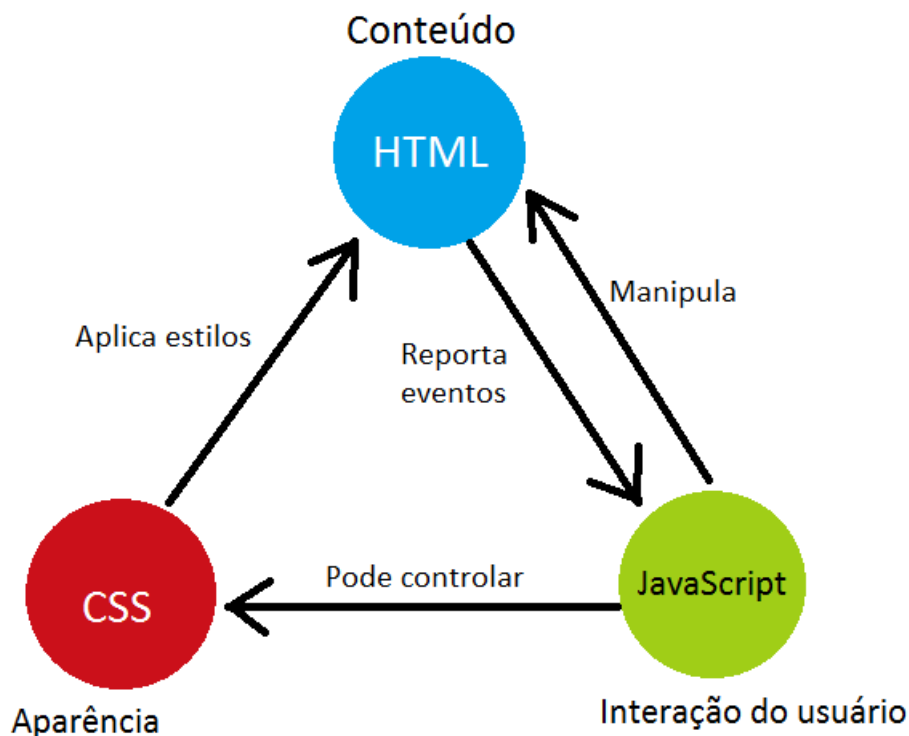 Conteúdo
HTML
Manipula
Aplica estilos
Reporta
eventos
Pode controlar
JavaScript
CSS
Interação do usuário
Aparência